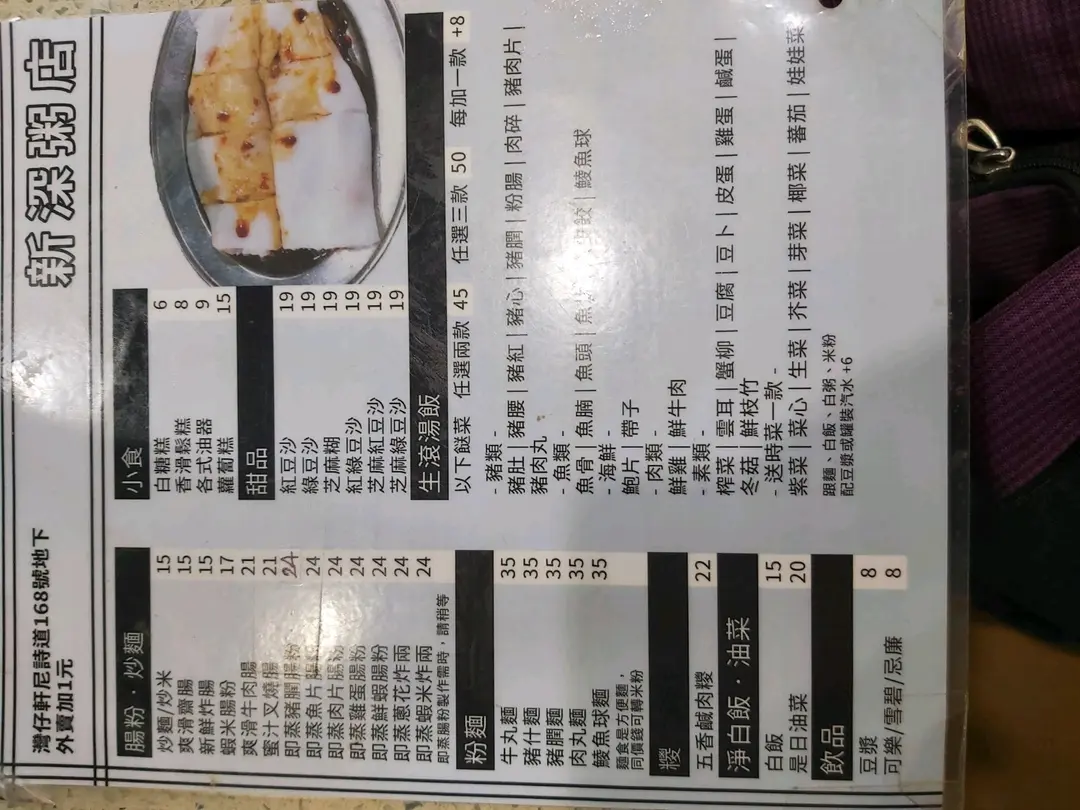 灣仔軒尼詩道168號地下
外賣加1元
新深粥店
腸粉．炒麵
炒麵/炒米 15
爽滑齋腸 15
新鮮炸腸 15
蝦米腸粉 17
爽滑牛肉腸 21
蜜汁叉燒腸 21
即蒸豬膶腸粉 24
即蒸魚片腸粉 24
即蒸肉片腸粉 24
即蒸雞蛋腸粉 24
即蒸鮮蝦腸粉 24
即蒸蔥花炸兩 24
即蒸蝦米炸兩 24
即蒸腸粉製作需時，請稍等
粉麵
牛丸麵 35
豬什麵 35
豬膶麵 35
肉丸麵 35
鯪魚球麵 35
麵食是方便麵，
同價錢可轉米粉
糭
五香鹹肉糭 22
淨白飯．油菜
白飯 15
是日油菜 20
飲品
豆漿 8
可樂/雪碧/忌廉 8
小食
白糖糕 6
香滑鬆糕 8
各式油器 9
蘿蔔糕 15
甜品
紅豆沙 19
綠豆沙 19
芝麻糊 19
紅綠豆沙 19
芝麻紅豆沙 19
芝麻綠豆沙 19
生滾湯飯
以下餸菜 任選兩款 45 任選三款 50 每加一款 +8
- 豬類 -
豬肚 | 豬腰 | 豬紅 | 豬心 | 豬膶 | 粉腸 | 肉碎 | 豬肉片 |
豬肉丸
- 魚類 -
魚骨 | 魚腩 | 魚頭 | 鯪魚球
- 海鮮 -
鮑片 | 帶子
- 肉類 -
鮮雞 | 鮮牛肉
- 素類 -
榨菜 | 雲耳 | 蟹柳 | 豆腐 | 豆卜 | 皮蛋 | 雞蛋 | 鹹蛋 |
冬菇 | 鮮枝竹
- 送時菜一款 -
紫菜 | 菜心 | 生菜 | 芥菜 | 芽菜 | 椰菜 | 蕃茄 | 娃娃菜
跟麵、白飯、白粥、米粉
配豆漿或罐裝汽水 +6